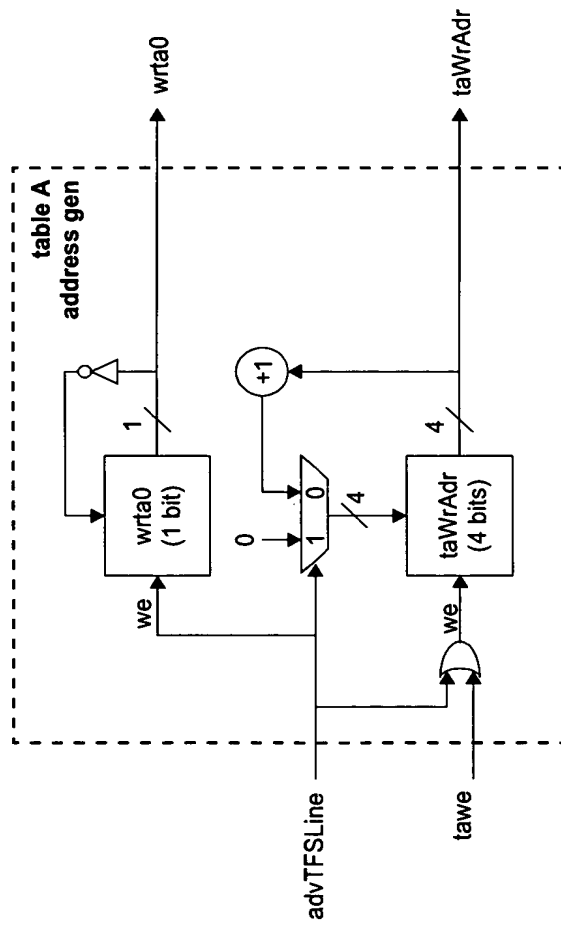 table A
address gen
wrta0
1
wrta0
(1 bit)
we
+1
0
1 0
4
4
taWrAdr
taWrAdr
(4 bits)
we
advTFSLine
tawe